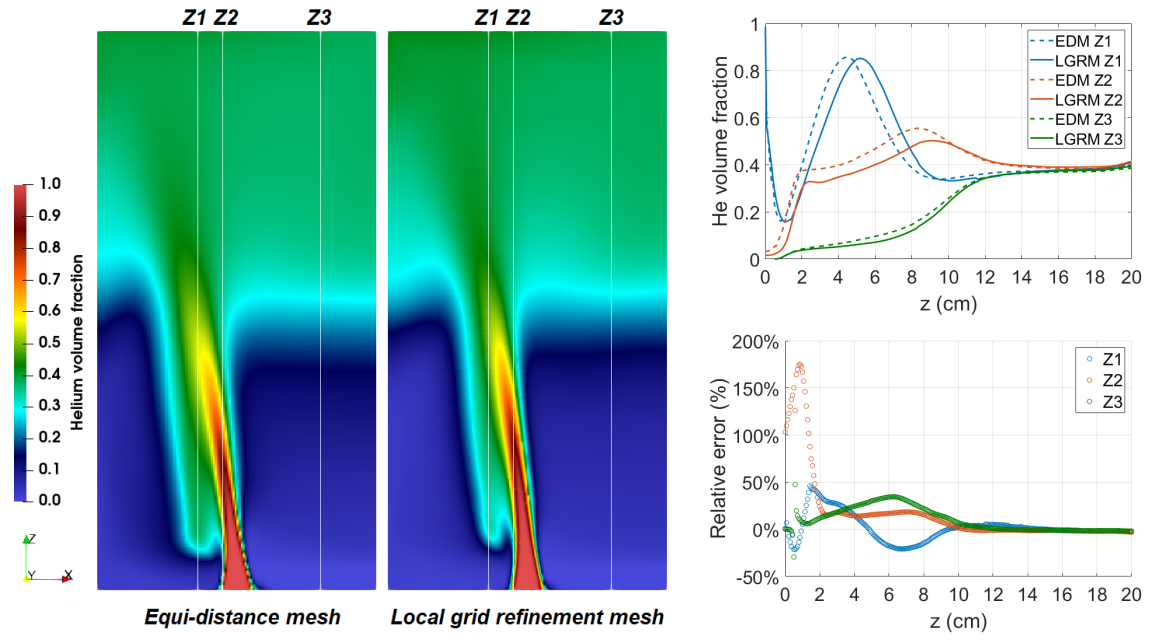 Z1 Z2 Z3
Z1 Z2 Z3
1.0
0.9
0.8
0.7
0.6
0.5
0.4
0.3
0.2
0.1
0.0
Helium volume fraction
Z
Y
X
Equi-distance mesh
Local grid refinement mesh
He volume fraction
1
0.8
0.6
0.4
0.2
0
0 2 4 6 8 10 12 14 16 18 20
z (cm)
EDM Z1
LGRM Z1
EDM Z2
LGRM Z2
EDM Z3
LGRM Z3
Relative error (%)
200%
150%
100%
50%
0%
-50%
0 2 4 6 8 10 12 14 16 18 20
z (cm)
Z1
Z2
Z3